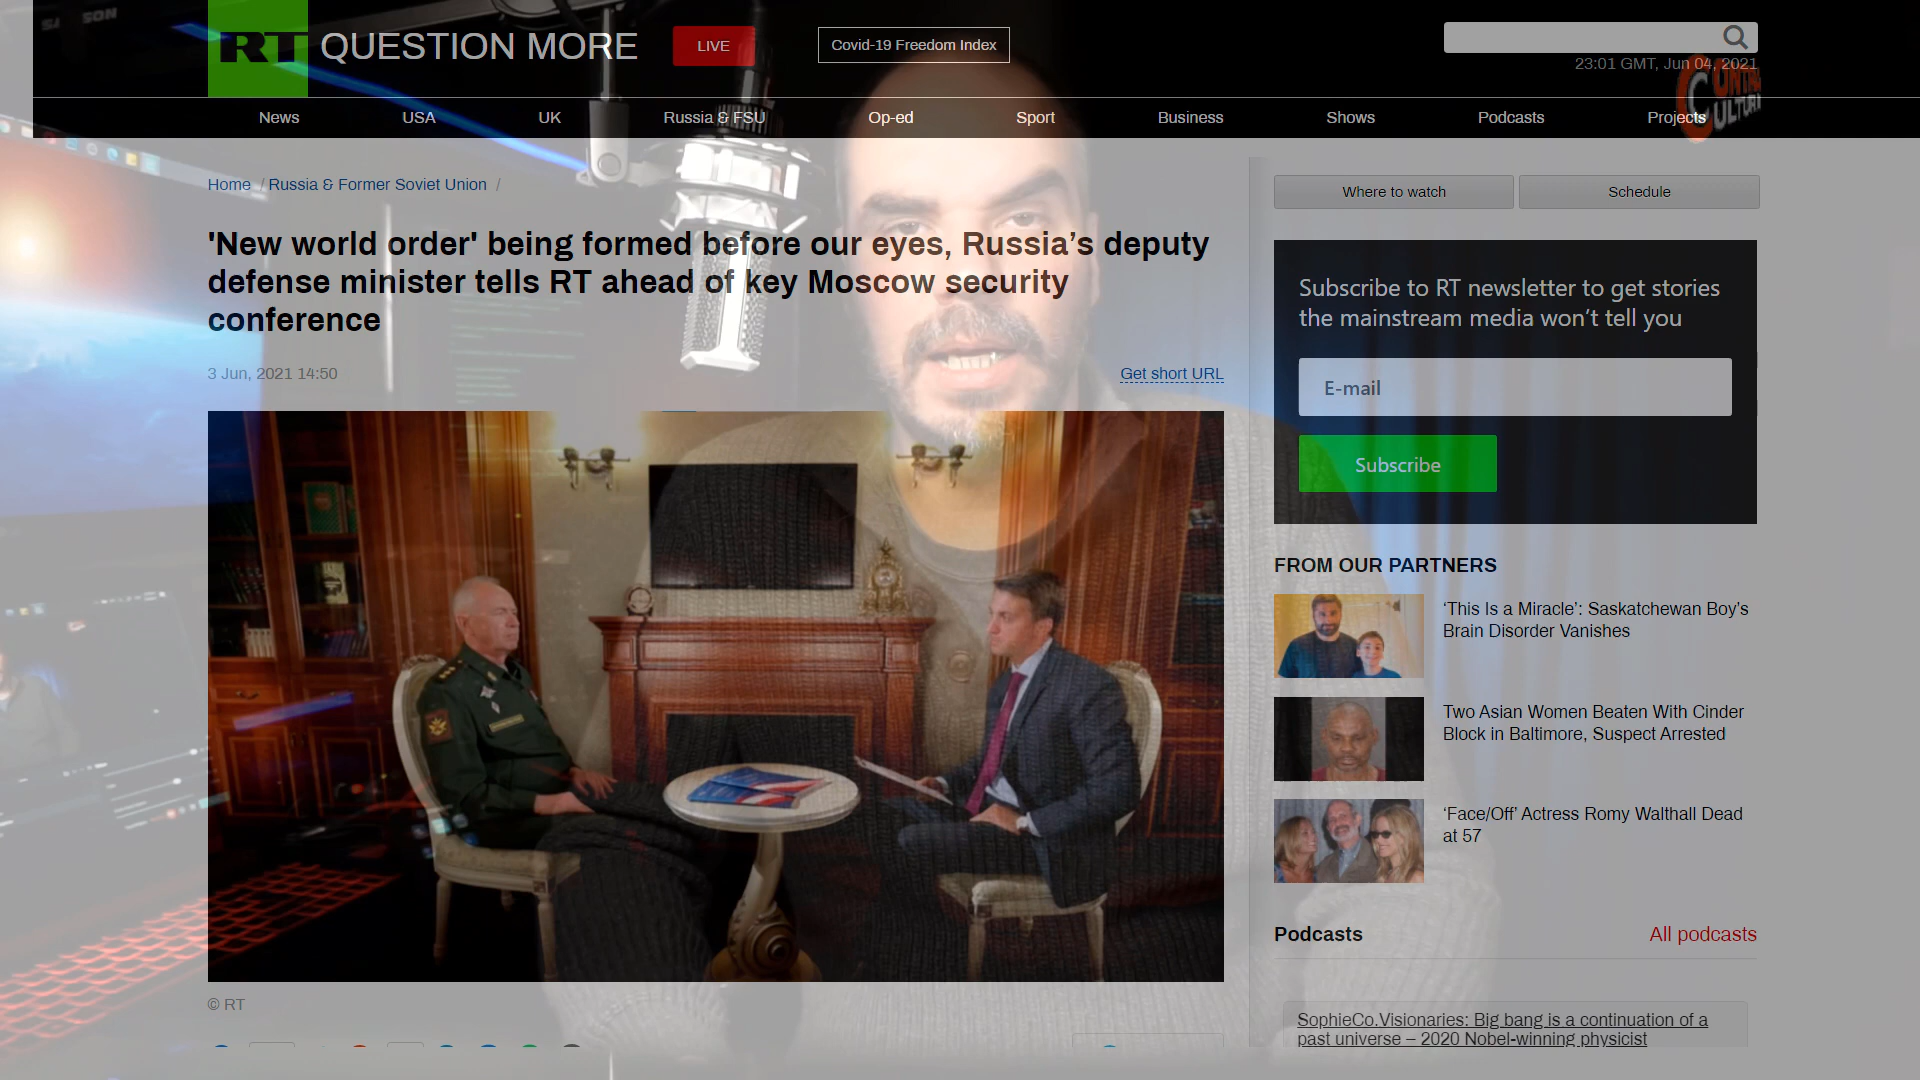 RT QUESTION MORE
LIVE
Covid-19 Freedom Index
23:01 GMT, Jun 04, 2021
News USA UK Russia & FSU Op-ed Sport Business Shows Podcasts Projects
Home / Russia & Former Soviet Union /
'New world order' being formed before our eyes, Russia’s deputy
defense minister tells RT ahead of key Moscow security
conference
3 Jun, 2021 14:50
Get short URL
© RT
Where to watch
Schedule
Subscribe to RT newsletter to get stories
the mainstream media won’t tell you
E-mail
Subscribe
FROM OUR PARTNERS
‘This Is a Miracle’: Saskatchewan Boy’s
Brain Disorder Vanishes
Two Asian Women Beaten With Cinder
Block in Baltimore, Suspect Arrested
‘Face/Off’ Actress Romy Walthall Dead
at 57
Podcasts
All podcasts
SophieCo.Visionaries: Big bang is a continuation of a
past universe – 2020 Nobel-winning physicist